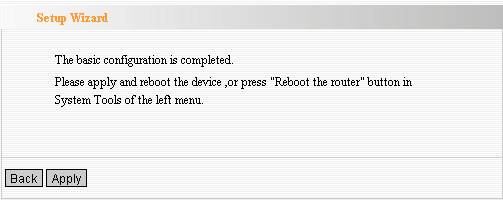 Setup Wizard
The basic configuration is completed.
Please apply and reboot the device ,or press "Reboot the router" button in
System Tools of the left menu.
Back Apply